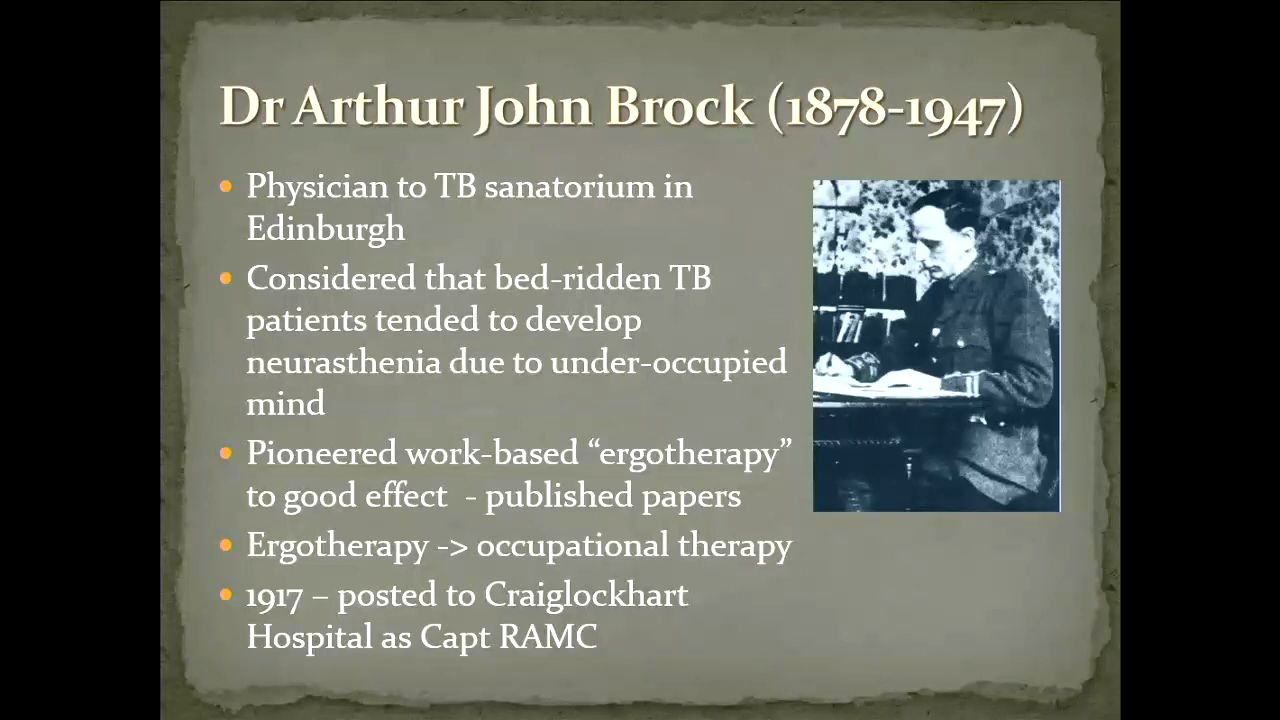 Dr Arthur John Brock (1878-1947)
• Physician to TB sanatorium in
Edinburgh
• Considered that bed-ridden TB
patients tended to develop
neurasthenia due to under-occupied
mind
• Pioneered work-based “ergotherapy”
to good effect - published papers
• Ergotherapy -> occupational therapy
• 1917 – posted to Craiglockhart
Hospital as Capt RAMC